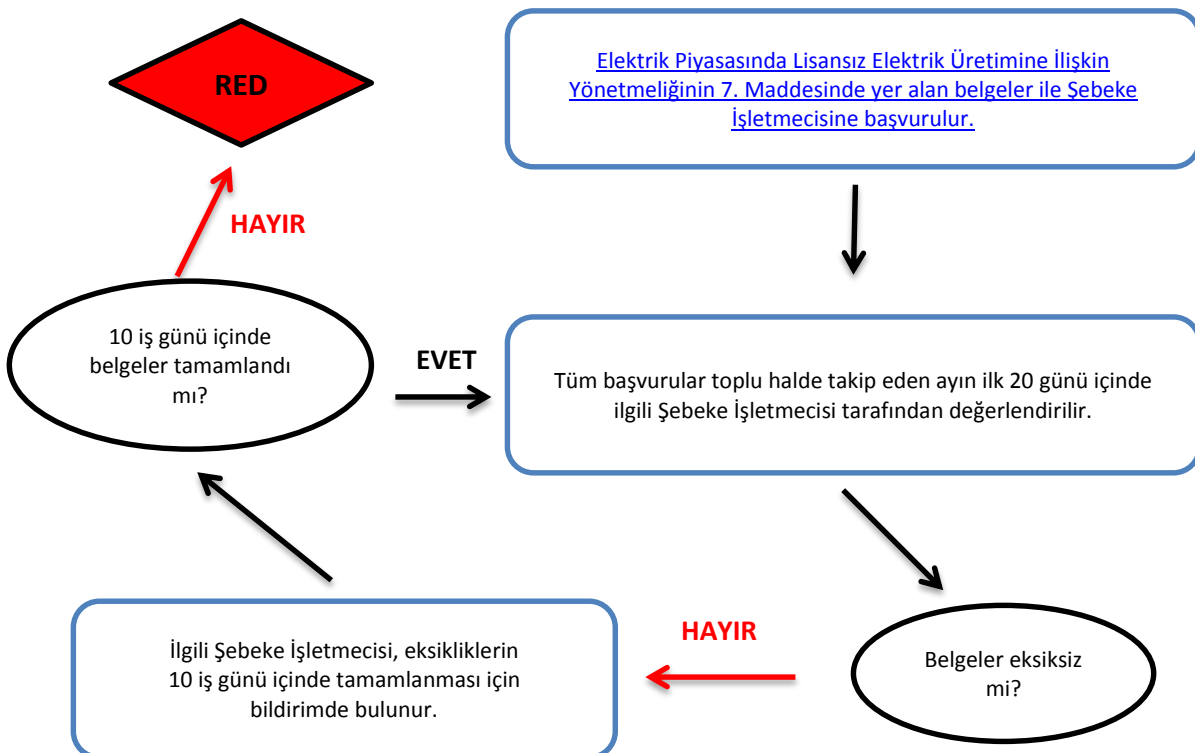 RED
Elektrik Piyasasında Lisansız Elektrik Üretimine İlişkin
Yönetmeliğinin 7. Maddesinde yer alan belgeler ile Şebeke
İşletmecisine başvurulur.
HAYIR
10 iş günü içinde
belgeler tamamlandı
mı?
EVET
Tüm başvurular toplu halde takip eden ayın ilk 20 günü içinde
ilgili Şebeke İşletmecisi tarafından değerlendirilir.
İlgili Şebeke İşletmecisi, eksikliklerin
10 iş günü içinde tamamlanması için
bildirimde bulunur.
HAYIR
Belgeler eksiksiz
mi?